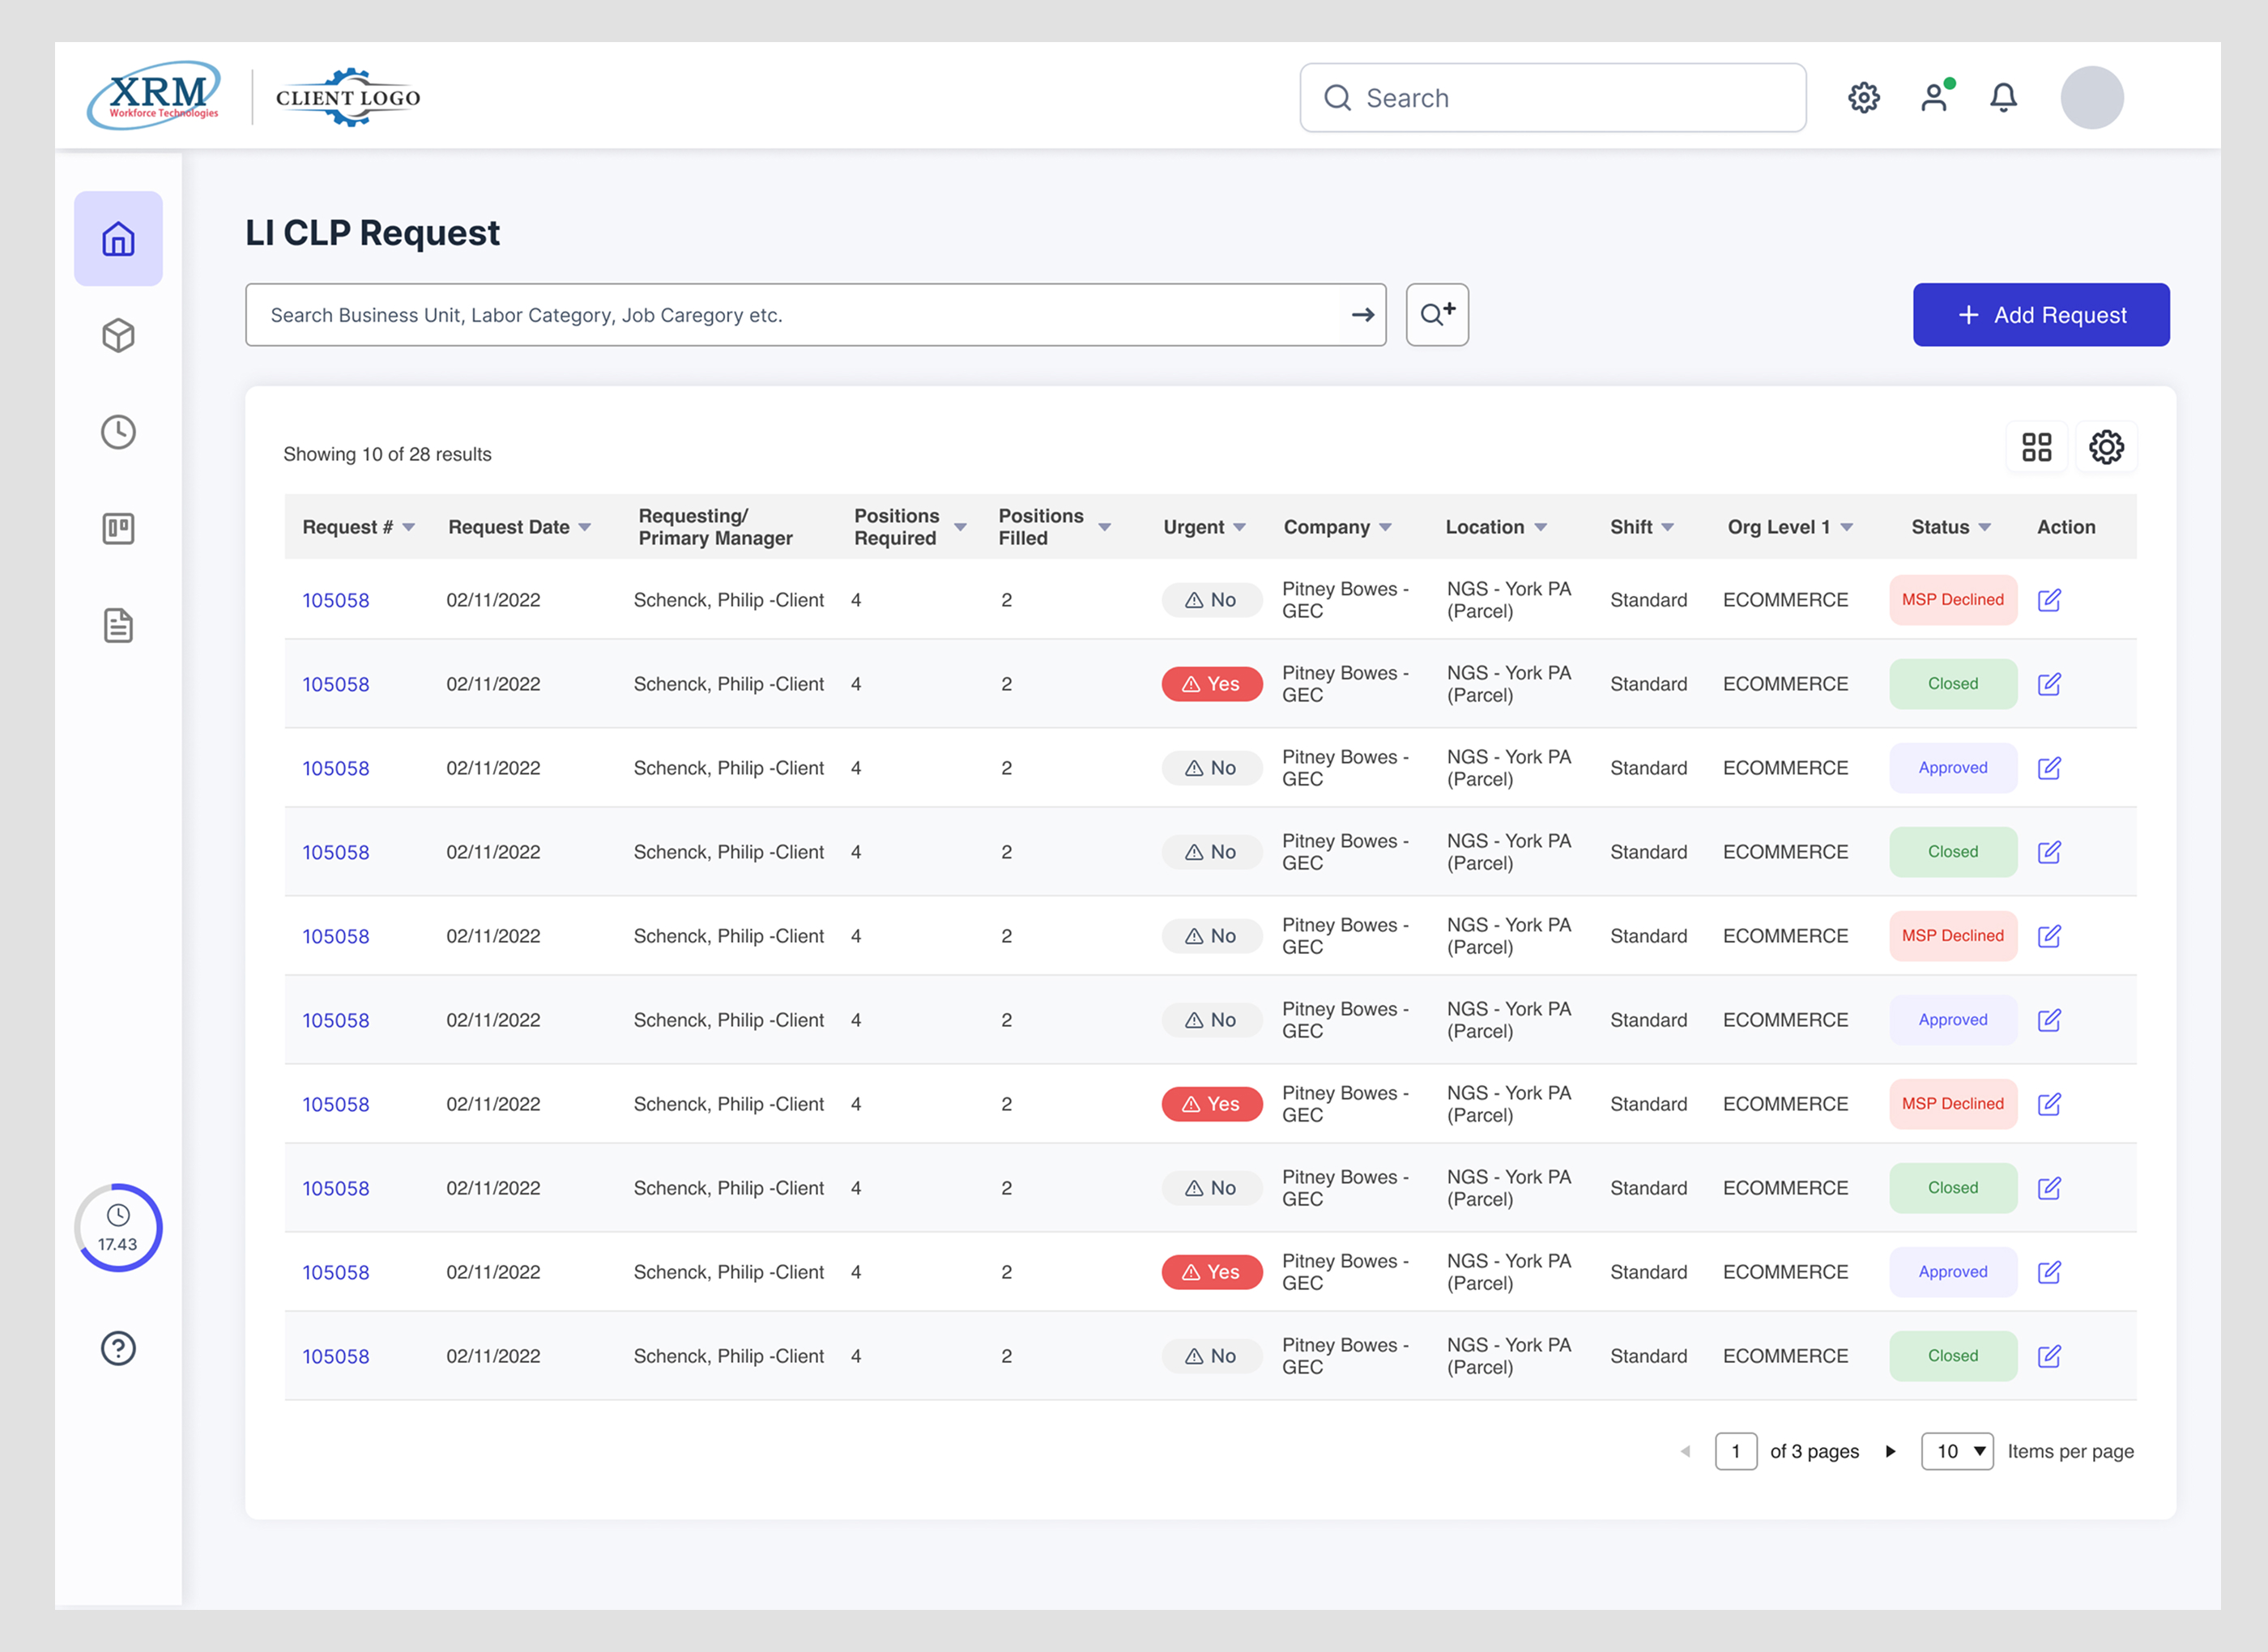 XRM
Workforce Technologies
CLIENT LOGO
Search
LI CLP Request
Search Business Unit, Labor Category, Job Caregory etc.
Add Request
Showing 10 of 28 results
Request # Request Date Requesting/ Primary Manager Positions Required Positions Filled Urgent Company Location Shift Org Level 1 Status Action
105058 02/11/2022 Schenck, Philip -Client 4 2 No Pitney Bowes - GEC NGS - York PA (Parcel) Standard ECOMMERCE MSP Declined
105058 02/11/2022 Schenck, Philip -Client 4 2 Yes Pitney Bowes - GEC NGS - York PA (Parcel) Standard ECOMMERCE Closed
105058 02/11/2022 Schenck, Philip -Client 4 2 No Pitney Bowes - GEC NGS - York PA (Parcel) Standard ECOMMERCE Approved
105058 02/11/2022 Schenck, Philip -Client 4 2 No Pitney Bowes - GEC NGS - York PA (Parcel) Standard ECOMMERCE Closed
105058 02/11/2022 Schenck, Philip -Client 4 2 No Pitney Bowes - GEC NGS - York PA (Parcel) Standard ECOMMERCE MSP Declined
105058 02/11/2022 Schenck, Philip -Client 4 2 No Pitney Bowes - GEC NGS - York PA (Parcel) Standard ECOMMERCE Approved
105058 02/11/2022 Schenck, Philip -Client 4 2 Yes Pitney Bowes - GEC NGS - York PA (Parcel) Standard ECOMMERCE MSP Declined
105058 02/11/2022 Schenck, Philip -Client 4 2 No Pitney Bowes - GEC NGS - York PA (Parcel) Standard ECOMMERCE Closed
105058 02/11/2022 Schenck, Philip -Client 4 2 Yes Pitney Bowes - GEC NGS - York PA (Parcel) Standard ECOMMERCE Approved
105058 02/11/2022 Schenck, Philip -Client 4 2 No Pitney Bowes - GEC NGS - York PA (Parcel) Standard ECOMMERCE Closed
17.43
1 of 3 pages 10 Items per page